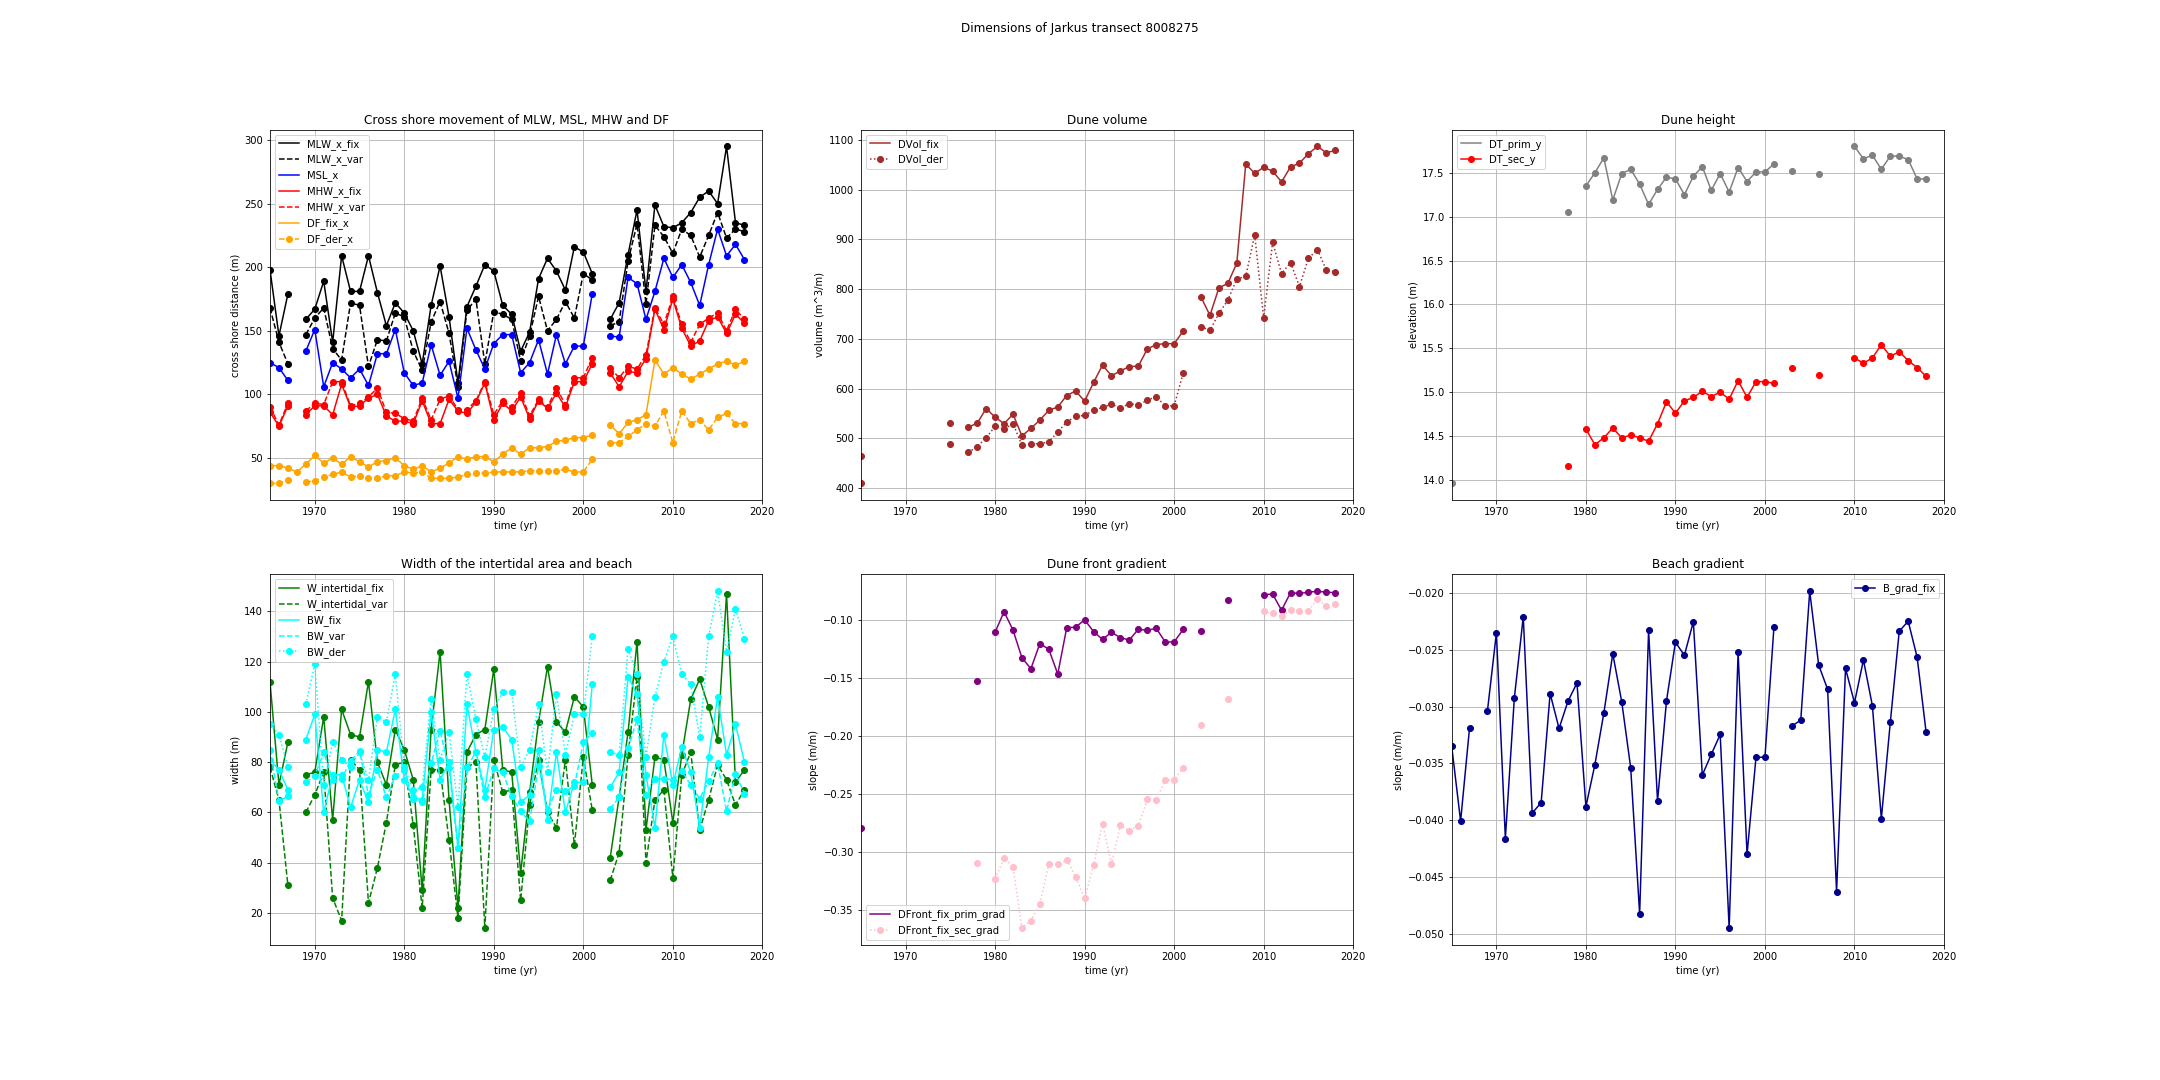 Dimensions of Jarkus transect 8008275
Cross shore movement of MLW, MSL, MHW and DF
300
250
200
150
100
50
cross shore distance (m)
MLW_x_fix
MLW_x_var
MSL_x
MHW_x_fix
MHW_x_var
DF_fix_x
DF_der_x
1970 1980 1990 2000 2010 2020
time (yr)
Dune volume
1100
1000
900
800
700
600
500
400
volume (m^3/m)
DVol_fix
DVol_der
1970 1980 1990 2000 2010 2020
time (yr)
Dune height
17.5
17.0
16.5
16.0
15.5
15.0
14.5
14.0
elevation (m)
DT_prim_y
DT_sec_y
1970 1980 1990 2000 2010 2020
time (yr)
Width of the intertidal area and beach
140
120
100
80
60
40
20
width (m)
W_intertidal_fix
W_intertidal_var
BW_fix
BW_var
BW_der
1970 1980 1990 2000 2010 2020
time (yr)
Dune front gradient
−0.10
−0.15
−0.20
−0.25
−0.30
−0.35
slope (m/m)
DFront_fix_prim_grad
DFront_fix_sec_grad
1970 1980 1990 2000 2010 2020
time (yr)
Beach gradient
−0.020
−0.025
−0.030
−0.035
−0.040
−0.045
−0.050
slope (m/m)
B_grad_fix
1970 1980 1990 2000 2010 2020
time (yr)